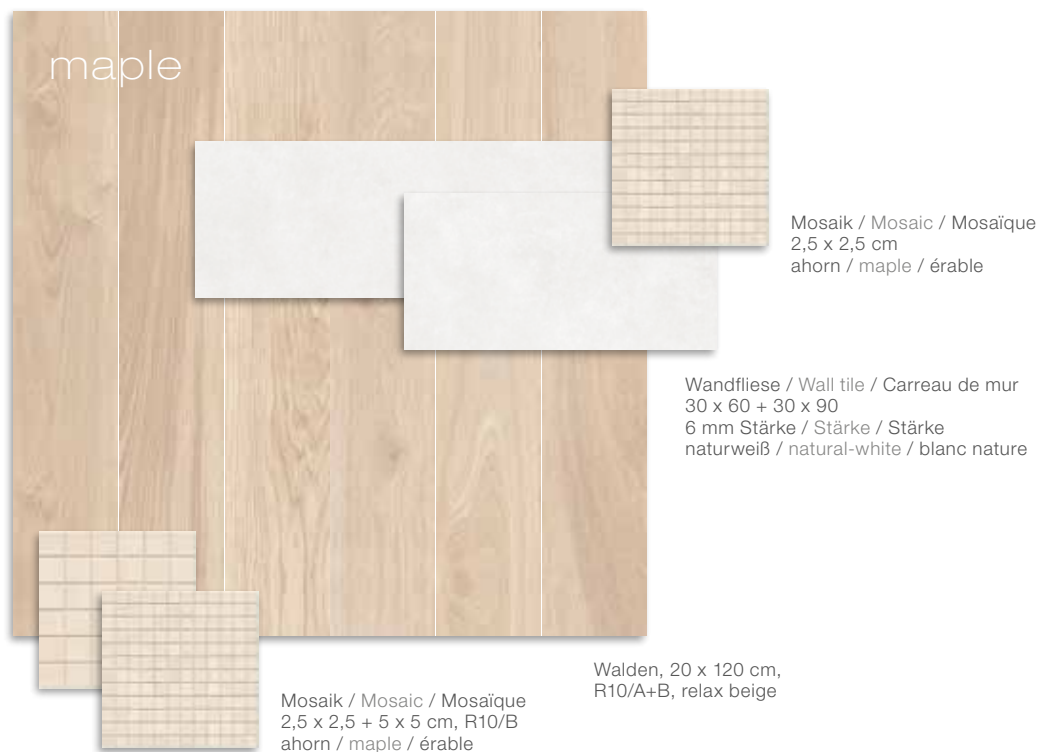 maple
Mosaik / Mosaic / Mosaïque
2,5 x 2,5 cm
ahorn / maple / érable
Wandfliese / Wall tile / Carreau de mur
30 x 60 + 30 x 90
6 mm Stärke / Stärke / Stärke
naturweiß / natural-white / blanc nature
Walden, 20 x 120 cm,
R10/A+B, relax beige
Mosaik / Mosaic / Mosaïque
2,5 x 2,5 + 5 x 5 cm, R10/B
ahorn / maple / érable